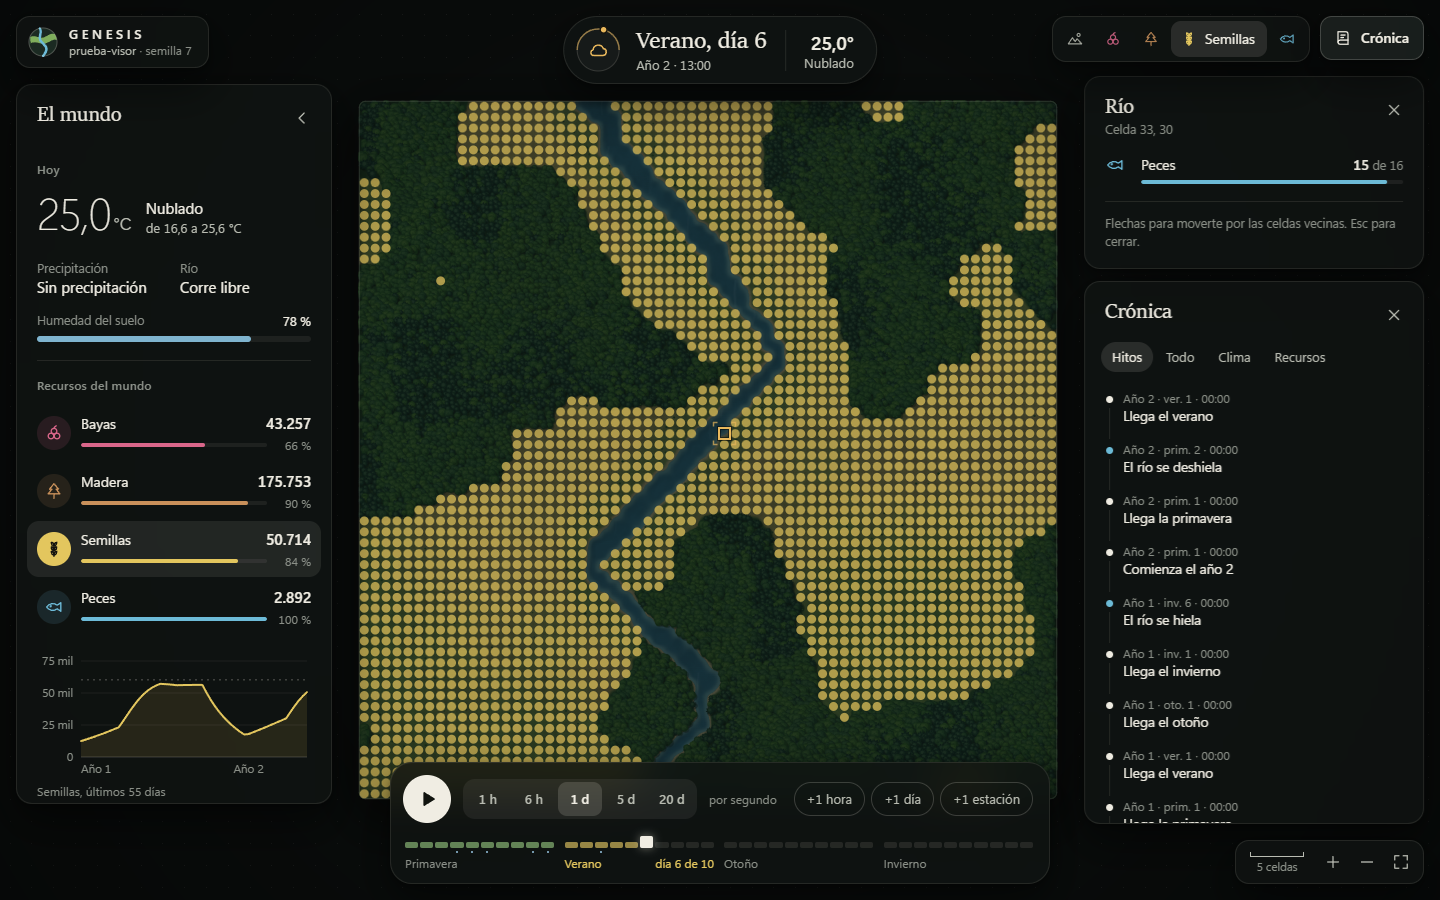 GENESIS
prueba-visor · semilla 7
Verano, día 6
Año 2 · 13:00
25,0°
Nublado
Semillas
Crónica
El mundo
Hoy
25,0 °C
Nublado
de 16,6 a 25,6 °C
Precipitación
Sin precipitación
Río
Corre libre
Humedad del suelo
78 %
Recursos del mundo
Bayas
43.257
66 %
Madera
175.753
90 %
Semillas
50.714
84 %
Peces
2.892
100 %
75 mil
50 mil
25 mil
0
Año 1
Año 2
Semillas, últimos 55 días
1 h
6 h
1 d
5 d
20 d
por segundo
+1 hora
+1 día
+1 estación
Primavera
Verano
día 6 de 10
Otoño
Invierno
Río
Celda 33, 30
Peces
15 de 16
Flechas para moverte por las celdas vecinas. Esc para
cerrar.
Crónica
Hitos
Todo
Clima
Recursos
Año 2 · ver. 1 · 00:00
Llega el verano
Año 2 · prim. 2 · 00:00
El río se deshiela
Año 2 · prim. 1 · 00:00
Llega la primavera
Año 2 · prim. 1 · 00:00
Comienza el año 2
Año 1 · inv. 6 · 00:00
El río se hiela
Año 1 · inv. 1 · 00:00
Llega el invierno
Año 1 · oto. 1 · 00:00
Llega el otoño
Año 1 · ver. 1 · 00:00
Llega el verano
Año 1 · prim. 1 · 00:00
5 celdas